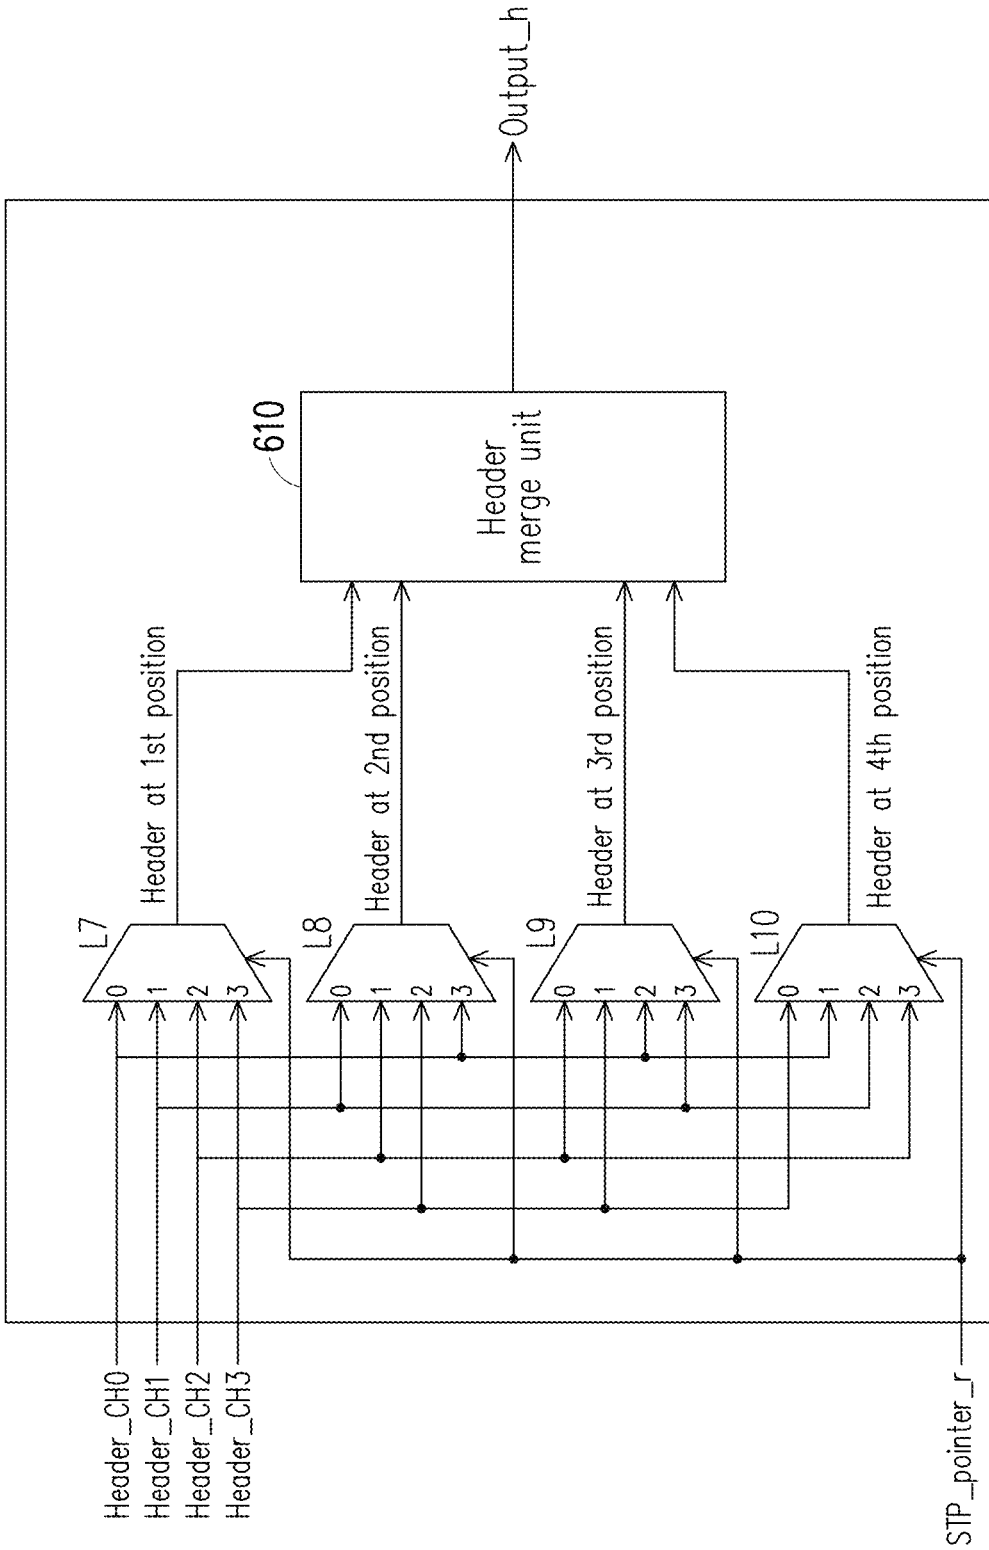 Header_CH0
Header_CH1
Header_CH2
Header_CH3
STP_pointer_r
L7
0
1
2
3
L8
0
1
2
3
L9
0
1
2
3
L10
0
1
2
3
Header at 1st position
Header at 2nd position
Header at 3rd position
Header at 4th position
610
Header
merge unit
Output_h